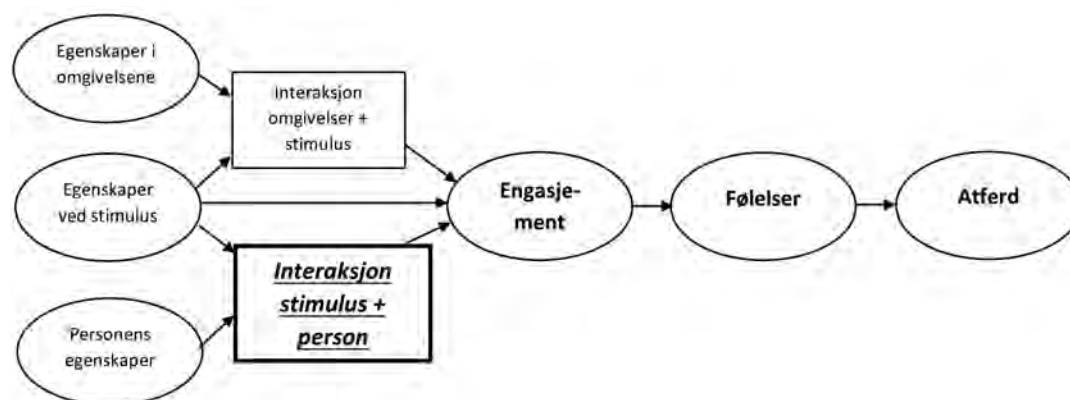 Egenskaper i
omgivelsene
Interaksjon
omgivelser +
stimulus
Egenskaper
ved stimulus
Interaksjon
stimulus +
person
Personens
egenskaper
Engasje-
ment
Følelser
Atferd